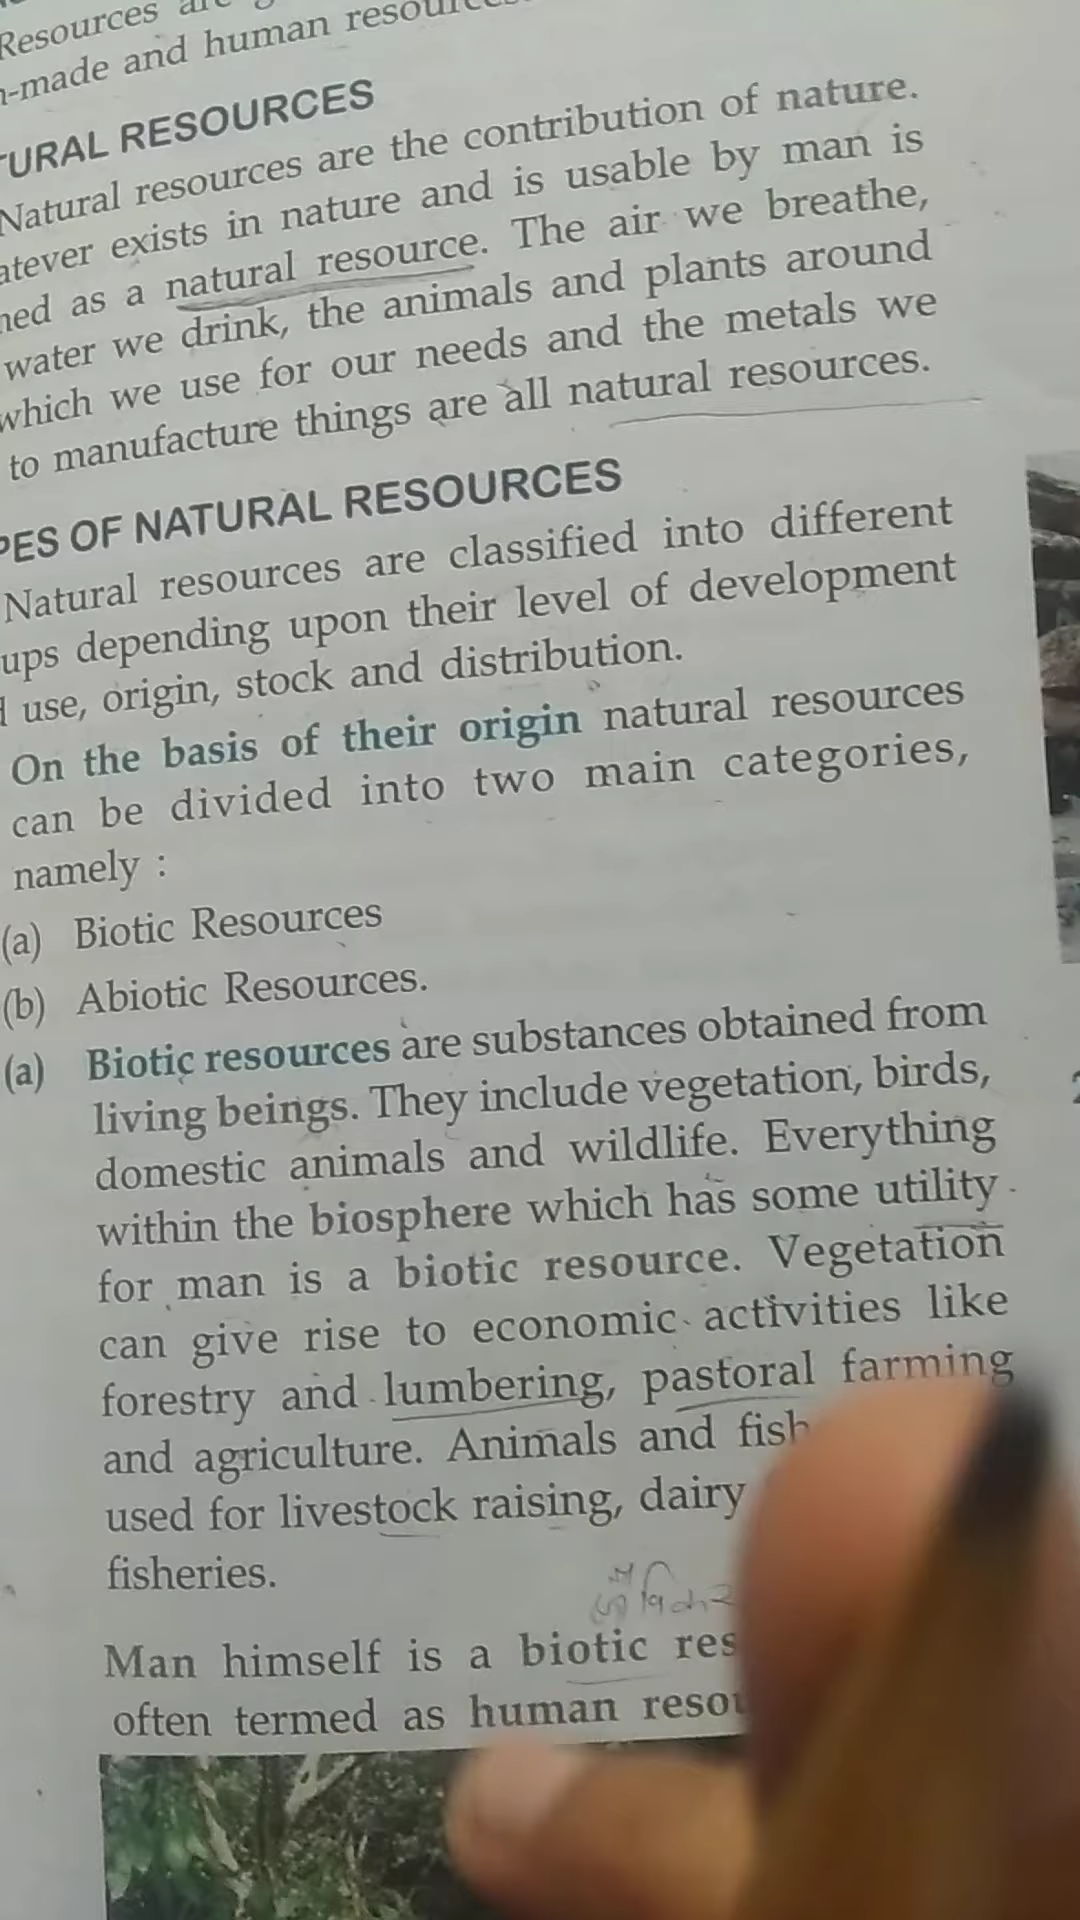 Resources are
-made and human resources
URAL RESOURCES
Natural resources are the contribution of nature.
atever exists in nature and is usable by man is
ned as a natural resource. The air we breathe,
water we drink, the animals and plants around
which we use for our needs and the metals we
to manufacture things are all natural resources.
PES OF NATURAL RESOURCES
Natural resources are classified into different
ups depending upon their level of development
d use, origin, stock and distribution.
On the basis of their origin natural resources
can be divided into two main categories,
namely :
(a) Biotic Resources
(b) Abiotic Resources.
(a) Biotic resources are substances obtained from
living beings. They include vegetation, birds,
domestic animals and wildlife. Everything
within the biosphere which has some utility
for man is a biotic resource. Vegetation
can give rise to economic activities like
forestry and lumbering, pastoral farming
and agriculture. Animals and fish
used for livestock raising, dairy
fisheries.
Man himself is a biotic res
often termed as human resou